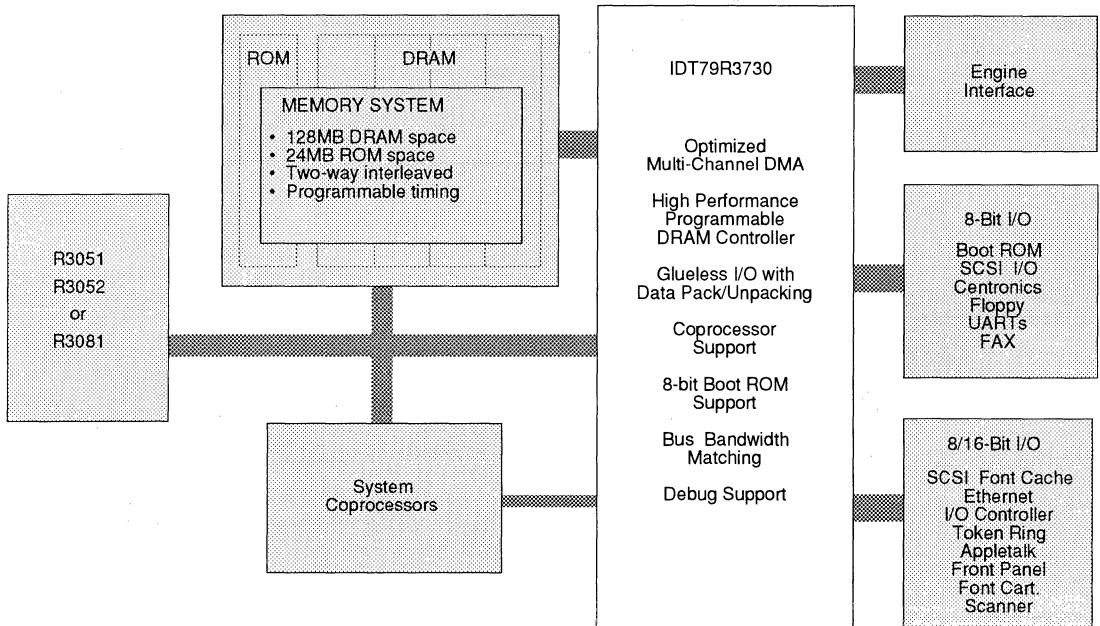 ROM
DRAM
MEMORY SYSTEM
• 128MB DRAM space
• 24MB ROM space
• Two-way interleaved
• Programmable timing
R3051
R3052
or
R3081
System
Coprocessors
IDT79R3730
Optimized
Multi-Channel DMA
High Performance
Programmable
DRAM Controller
Glueless I/O with
Data Pack/Unpacking
Coprocessor
Support
8-bit Boot ROM
Support
Bus Bandwidth
Matching
Debug Support
Engine
Interface
8-Bit I/O
Boot ROM
SCSI I/O
Centronics
Floppy
UARTs
FAX
8/16-Bit I/O
SCSI Font Cache
Ethernet
I/O Controller
Token Ring
Appletalk
Front Panel
Font Cart.
Scanner